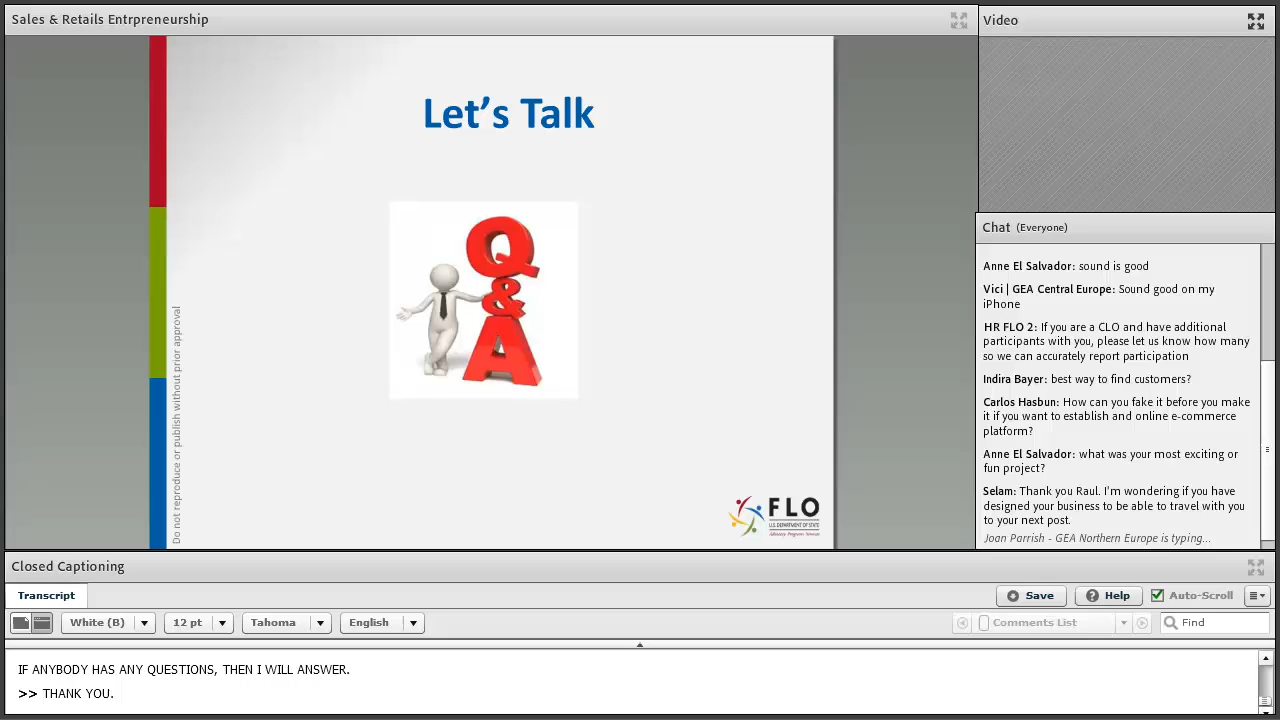 Sales & Retails Entrpreneurship
Let's Talk
Q
&
A
Do not reproduce or publish without prior approval
FLO
U.S. DEPARTMENT OF STATE
Video
Chat (Everyone)
Anne El Salvador: sound is good
Vici | GEA Central Europe: Sound good on my
iPhone
HR FLO 2: If you are a CLO and have additional
participants with you, please let us know how many
so we can accurately report participation
Indira Bayer: best way to find customers?
Carlos Hasbun: How can you fake it before you make
it if you want to establish and online e-commerce
platform?
Anne El Salvador: what was your most exciting or
fun project?
Selam: Thank you Raul. I'm wondering if you have
designed your business to be able to travel with you
to your next post.
Joan Parrish - GEA Northern Europe is typing...
Closed Captioning
Transcript
Save
Help
Auto-Scroll
White (B)
12 pt
Tahoma
English
Comments List
Find
IF ANYBODY HAS ANY QUESTIONS, THEN I WILL ANSWER.
>> THANK YOU.